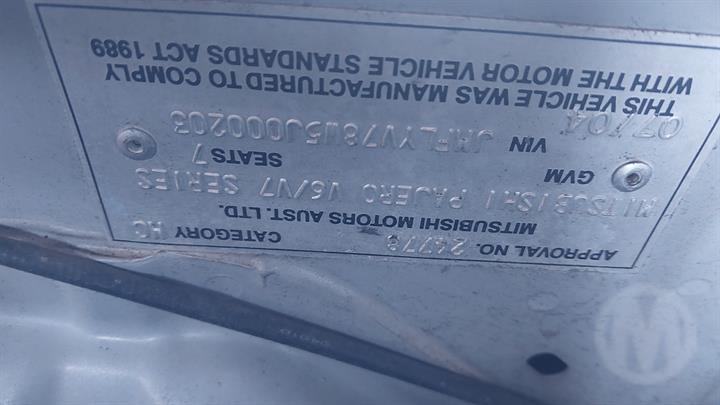 APPROVAL NO. 24773 CATEGORY MC
MITSUBISHI MOTORS AUST. LTD.
MITSUBISHI PAJERO V6/V7 SERIES
GVM SEATS 7
VIN JMFLYV78W5J000203
07/04
THIS VEHICLE WAS MANUFACTURED TO COMPLY
WITH THE MOTOR VEHICLE STANDARDS ACT 1989
M